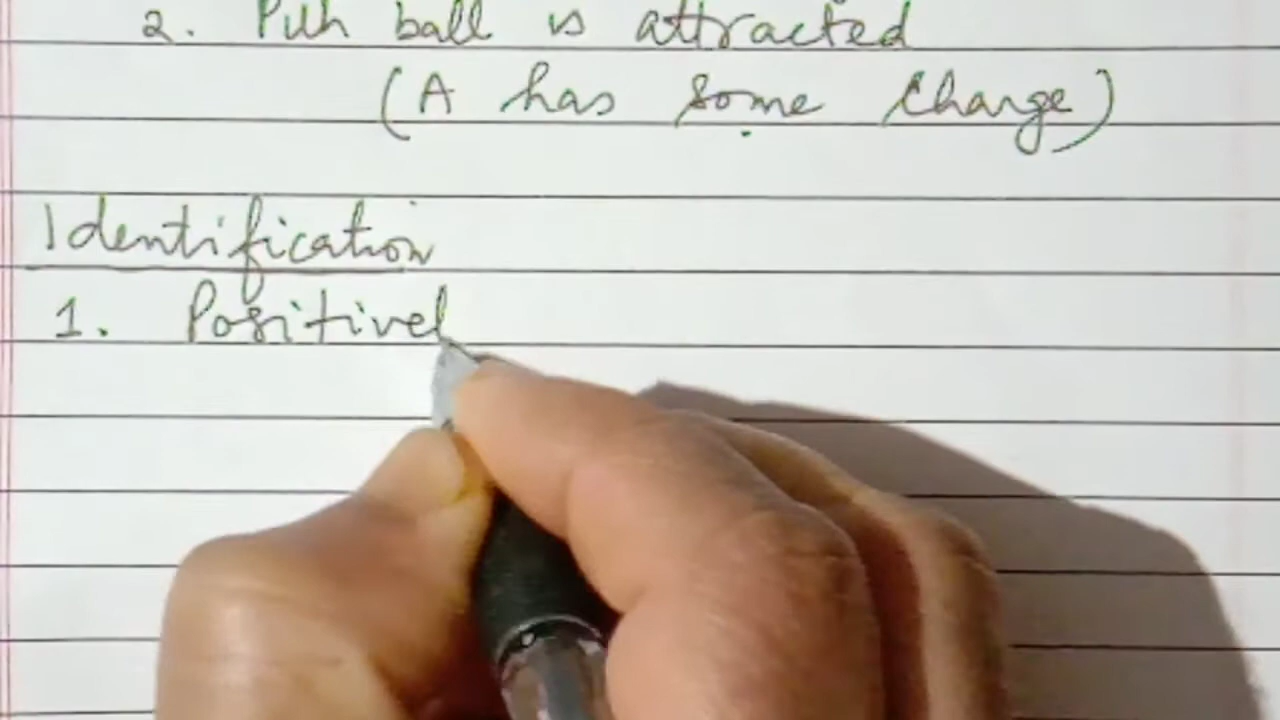 2. Pith ball is attracted
(A has some charge)
Identification
1. Positivel